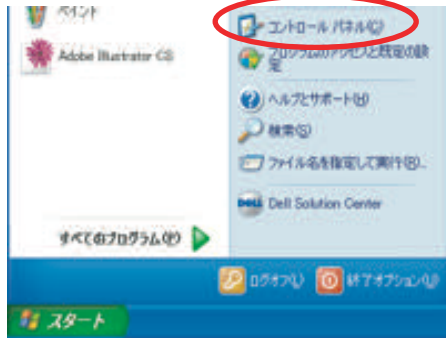 ペイント
Adobe Illustrator CS
すべてのプログラム(P)
コントロール パネル(C)
プログラムのアクセスと既定の設
定
ヘルプとサポート(H)
検索(S)
ファイル名を指定して実行(R)...
Dell Solution Center
ログオフ(L)
終了オプション(U)
スタート